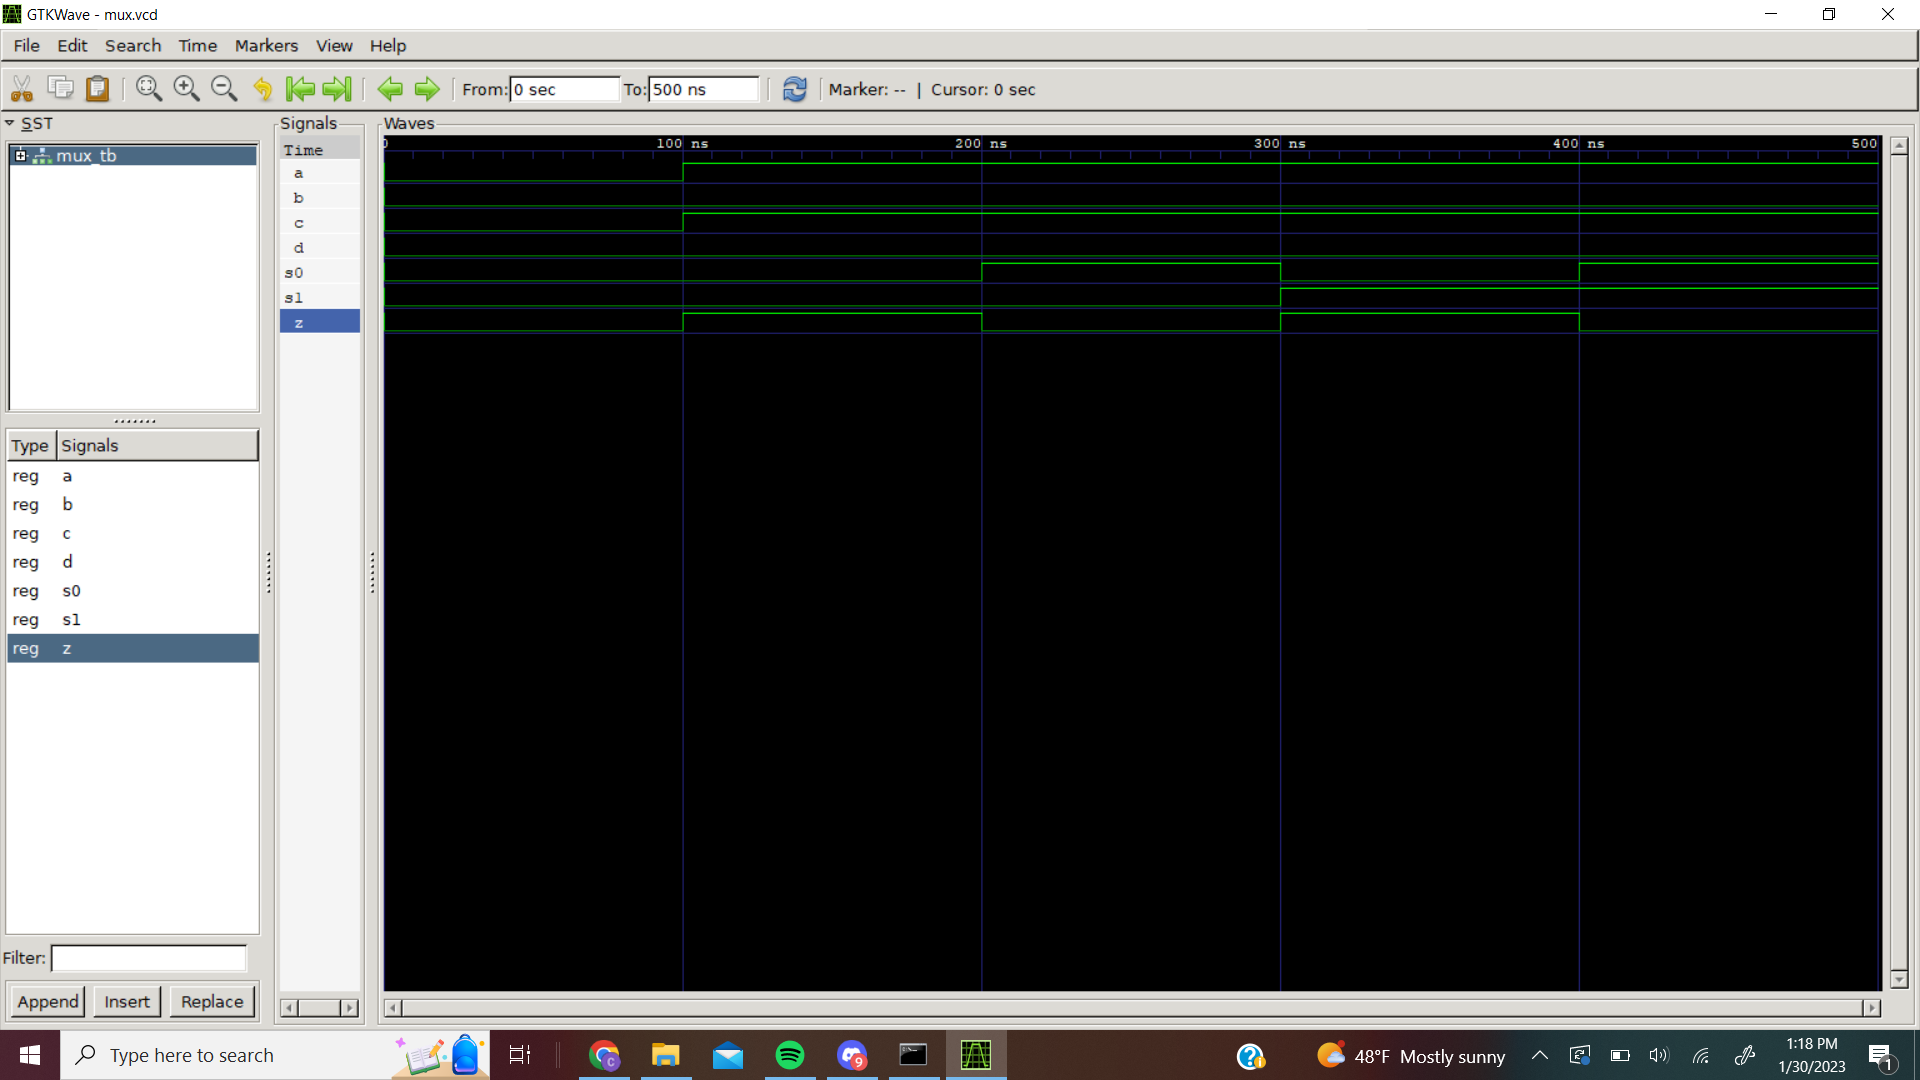 GTKWave - mux.vcd
File Edit Search Time Markers View Help
From: 0 sec To: 500 ns Marker: -- | Cursor: 0 sec
SST
mux_tb
Type Signals
reg a
reg b
reg c
reg d
reg s0
reg s1
reg z
Filter:
Append Insert Replace
Signals
Time
a
b
c
d
s0
s1
z
Waves
0 100 ns 200 ns 300 ns 400 ns 500
Type here to search
C
9
48°F Mostly sunny
1:18 PM
1/30/2023
1